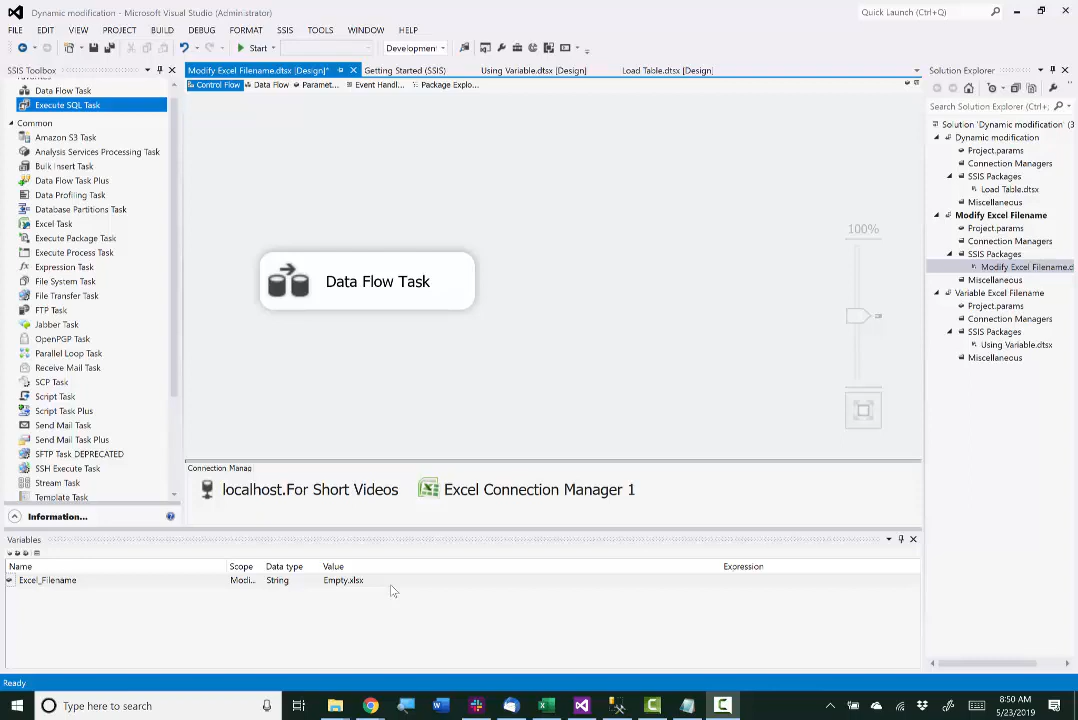 Dynamic modification - Microsoft Visual Studio (Administrator)
Quick Launch (Ctrl+Q)
FILE EDIT VIEW PROJECT BUILD DEBUG FORMAT SSIS TOOLS WINDOW HELP
Start
Developmen
SSIS Toolbox
Modify Excel Filename.dtsx [Design]*
Getting Started (SSIS)
Using Variable.dtsx [Design]
Load Table.dtsx [Design]
Control Flow
Data Flow
Paramet...
Event Handl...
Package Explo...
Data Flow Task
Execute SQL Task
Common
Amazon S3 Task
Analysis Services Processing Task
Bulk Insert Task
Data Flow Task Plus
Data Profiling Task
Database Partitions Task
Excel Task
Execute Package Task
Execute Process Task
Expression Task
File System Task
File Transfer Task
FTP Task
Jabber Task
OpenPGP Task
Parallel Loop Task
Receive Mail Task
SCP Task
Script Task
Script Task Plus
Send Mail Task
Send Mail Task Plus
SFTP Task DEPRECATED
SSH Execute Task
Stream Task
Template Task
Information...
Data Flow Task
100%
Connection Manag
localhost.For Short Videos
Excel Connection Manager 1
Solution Explorer
Search Solution Explorer (Ctrl+;
Solution 'Dynamic modification' (3
Dynamic modification
Project.params
Connection Managers
SSIS Packages
Load Table.dtsx
Miscellaneous
Modify Excel Filename
Project.params
Connection Managers
SSIS Packages
Modify Excel Filename.d
Miscellaneous
Variable Excel Filename
Project.params
Connection Managers
SSIS Packages
Using Variable.dtsx
Miscellaneous
Variables
Name Scope Data type Value Expression
Excel_Filename Modi... String Empty.xlsx
Ready
Type here to search
8:50 AM
5/23/2019